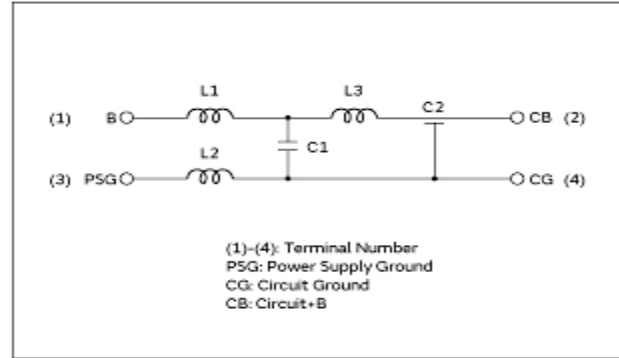 L1 L3 C2
(1) B CB (2)
C1
L2
(3) PSG CG (4)
(1)-(4): Terminal Number
PSG: Power Supply Ground
CG: Circuit Ground
CB: Circuit+B